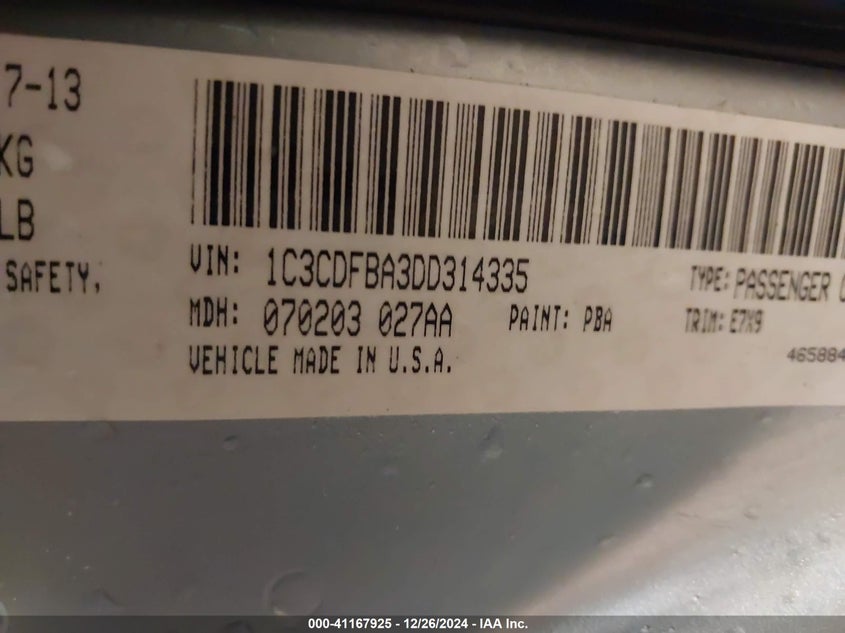 7-13
KG
LB
SAFETY,
VIN: 1C3CDFBA3DD314335
MDH: 070203 027AA
PAINT: PBA
VEHICLE MADE IN U.S.A.
TYPE: PASSENGER
TRIM: E7X9
465884
000-41167925 - 12/26/2024 - IAA Inc.